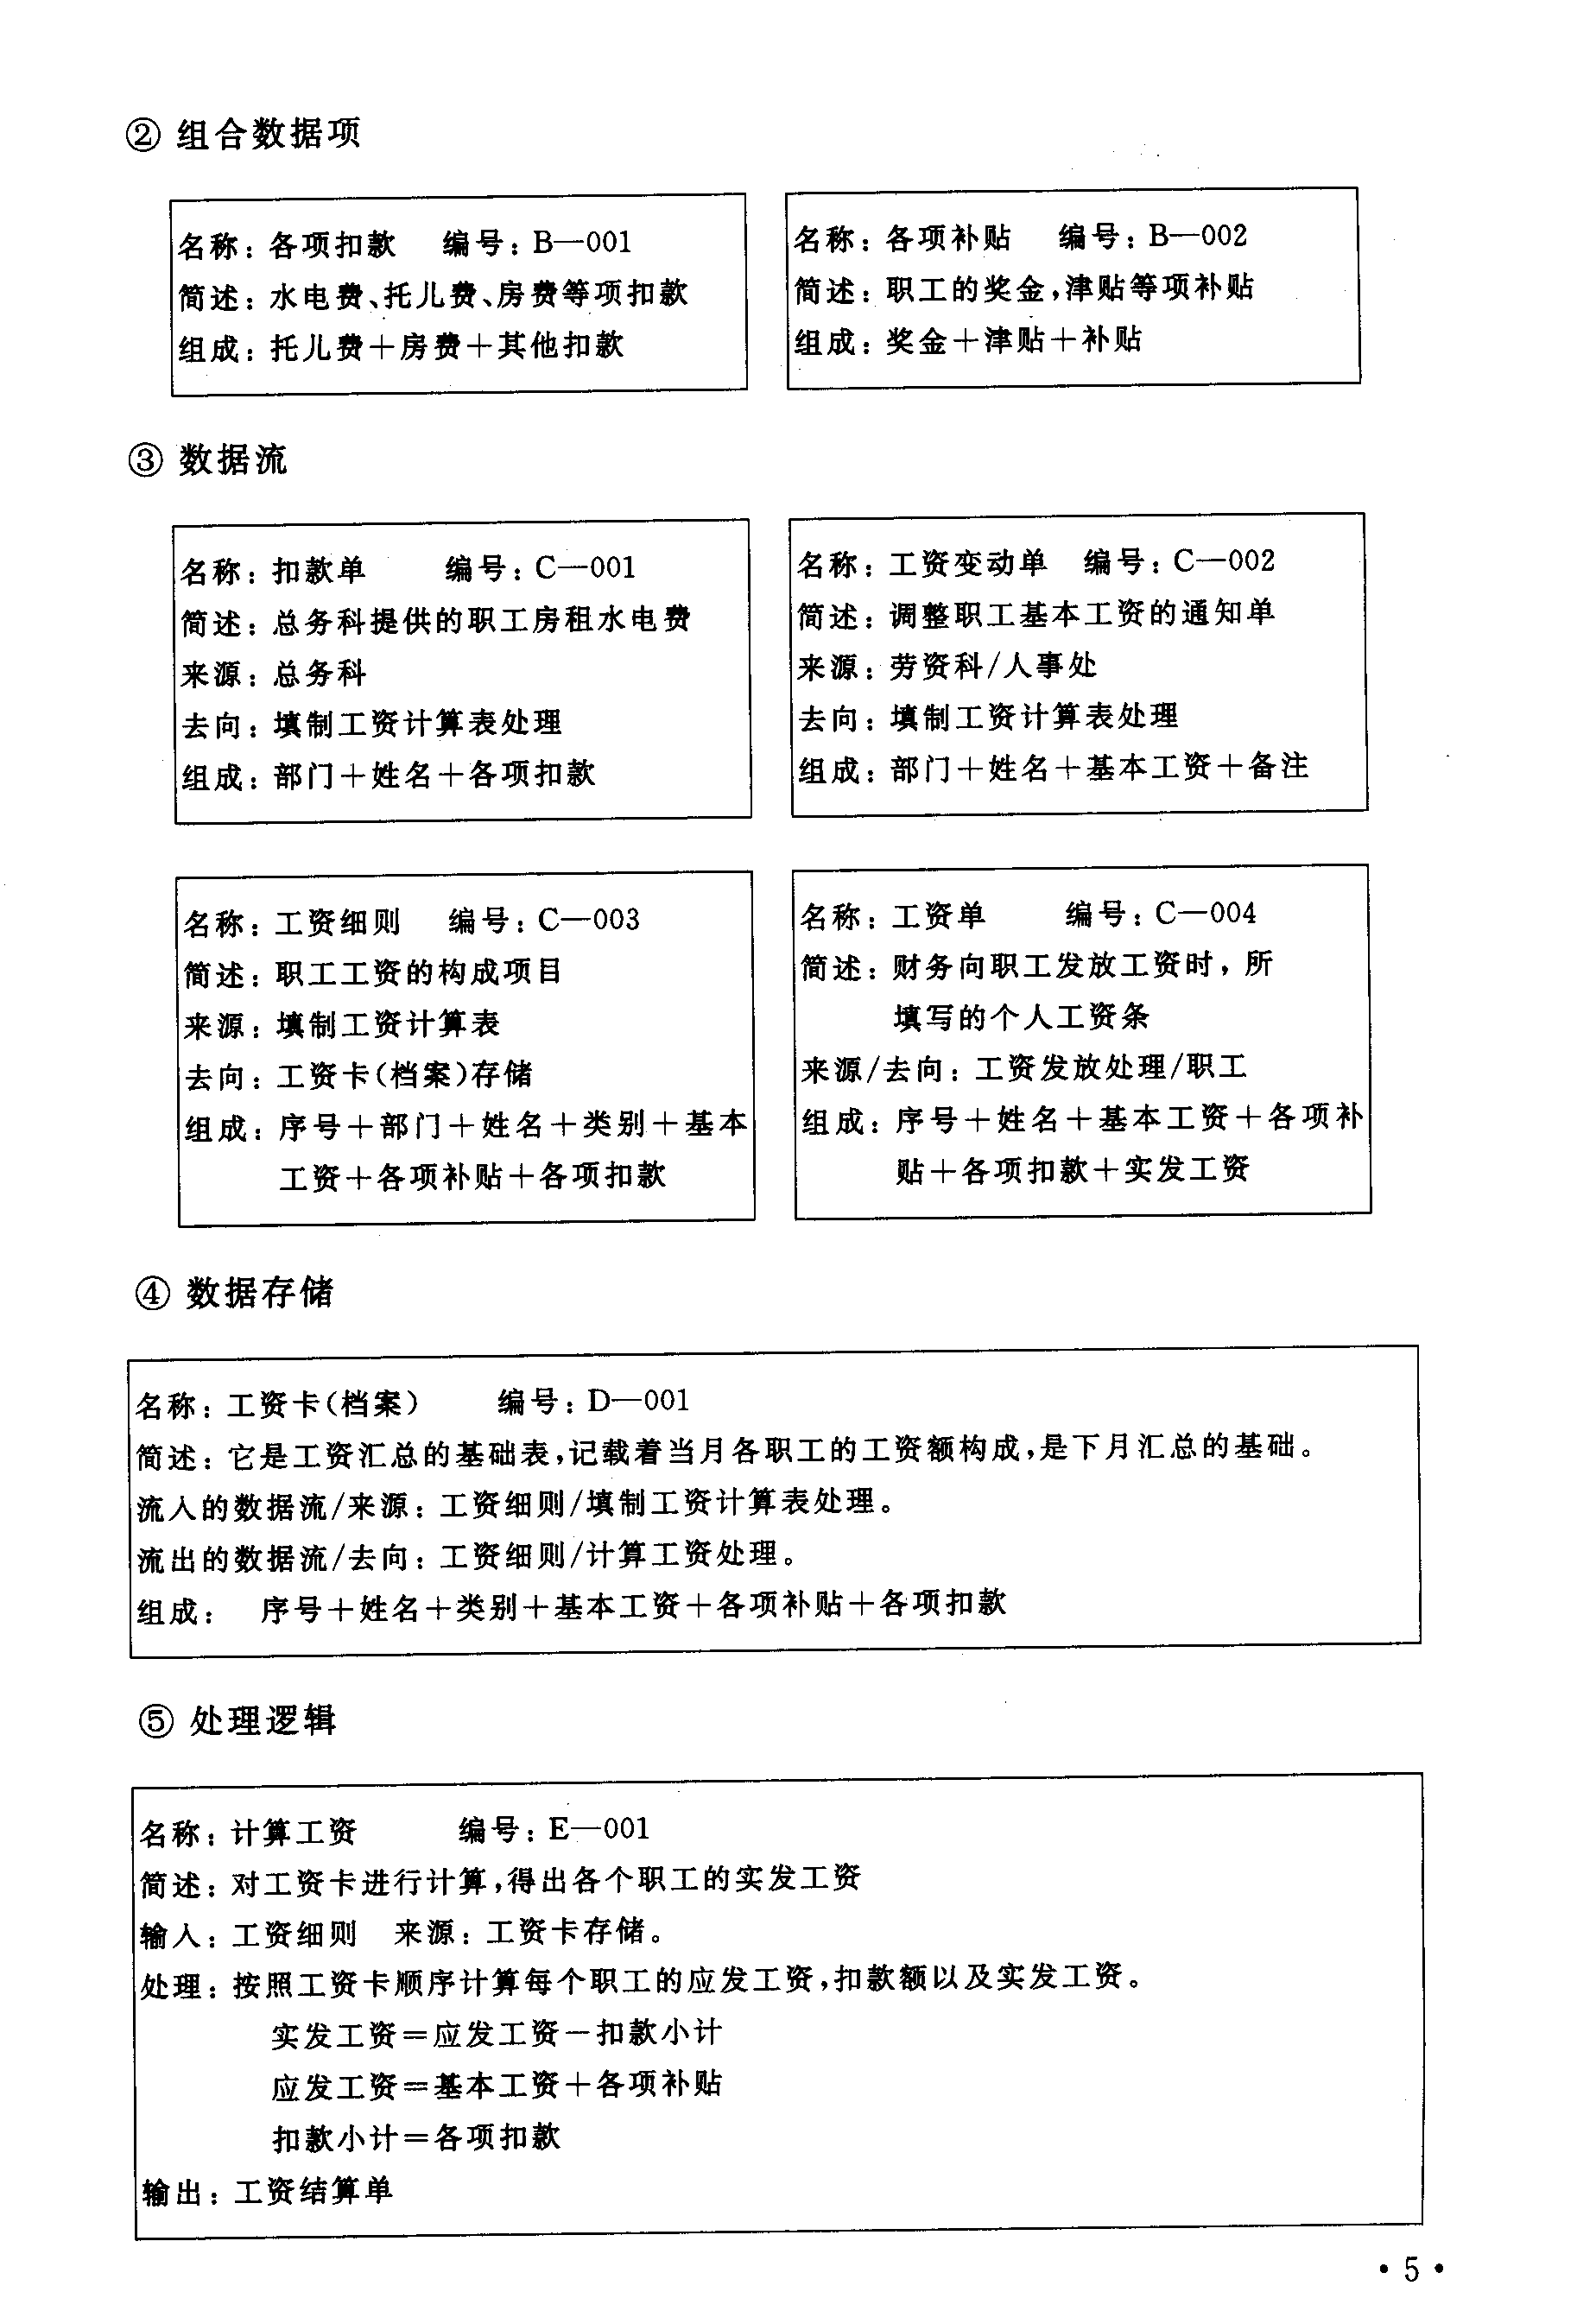 ② 组合数据项
名称：各项扣款　编号：B—001
简述：水电费、托儿费、房费等项扣款
组成：托儿费＋房费＋其他扣款
名称：各项补贴　编号：B—002
简述：职工的奖金，津贴等项补贴
组成：奖金＋津贴＋补贴
③ 数据流
名称：扣款单　编号：C—001
简述：总务科提供的职工房租水电费
来源：总务科
去向：填制工资计算表处理
组成：部门＋姓名＋各项扣款
名称：工资变动单　编号：C—002
简述：调整职工基本工资的通知单
来源：劳资科/人事处
去向：填制工资计算表处理
组成：部门＋姓名＋基本工资＋备注
名称：工资细则　编号：C—003
简述：职工工资的构成项目
来源：填制工资计算表
去向：工资卡（档案）存储
组成：序号＋部门＋姓名＋类别＋基本
工资＋各项补贴＋各项扣款
名称：工资单　编号：C—004
简述：财务向职工发放工资时，所
填写的个人工资条
来源/去向：工资发放处理/职工
组成：序号＋姓名＋基本工资＋各项补
贴＋各项扣款＋实发工资
④ 数据存储
名称：工资卡（档案）　编号：D—001
简述：它是工资汇总的基础表，记载着当月各职工的工资额构成，是下月汇总的基础。
流入的数据流/来源：工资细则/填制工资计算表处理。
流出的数据流/去向：工资细则/计算工资处理。
组成：　序号＋姓名＋类别＋基本工资＋各项补贴＋各项扣款
⑤ 处理逻辑
名称：计算工资　编号：E—001
简述：对工资卡进行计算，得出各个职工的实发工资
输入：工资细则　来源：工资卡存储。
处理：按照工资卡顺序计算每个职工的应发工资，扣款额以及实发工资。
实发工资＝应发工资－扣款小计
应发工资＝基本工资＋各项补贴
扣款小计＝各项扣款
输出：工资结算单
· 5 ·